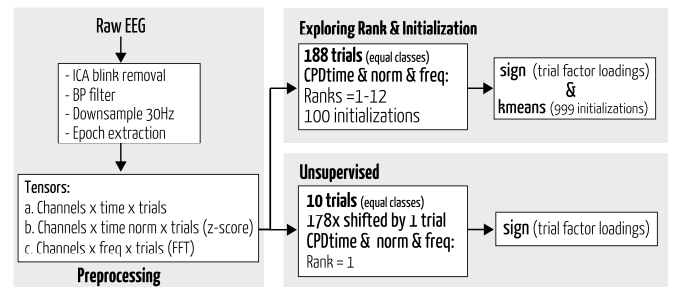 Raw EEG
- ICA blink removal
- BP filter
- Downsample 30Hz
- Epoch extraction
Tensors:
a. Channels x time x trials
b. Channels x time norm x trials (z-score)
c. Channels x freq x trials (FFT)
Preprocessing
Exploring Rank & Initialization
188 trials (equal classes)
CPDtime & norm & freq:
Ranks =1-12
100 initializations
sign (trial factor loadings)
&
kmeans (999 initializations)
Unsupervised
10 trials (equal classes)
178x shifted by 1 trial
CPDtime & norm & freq:
Rank = 1
sign (trial factor loadings)